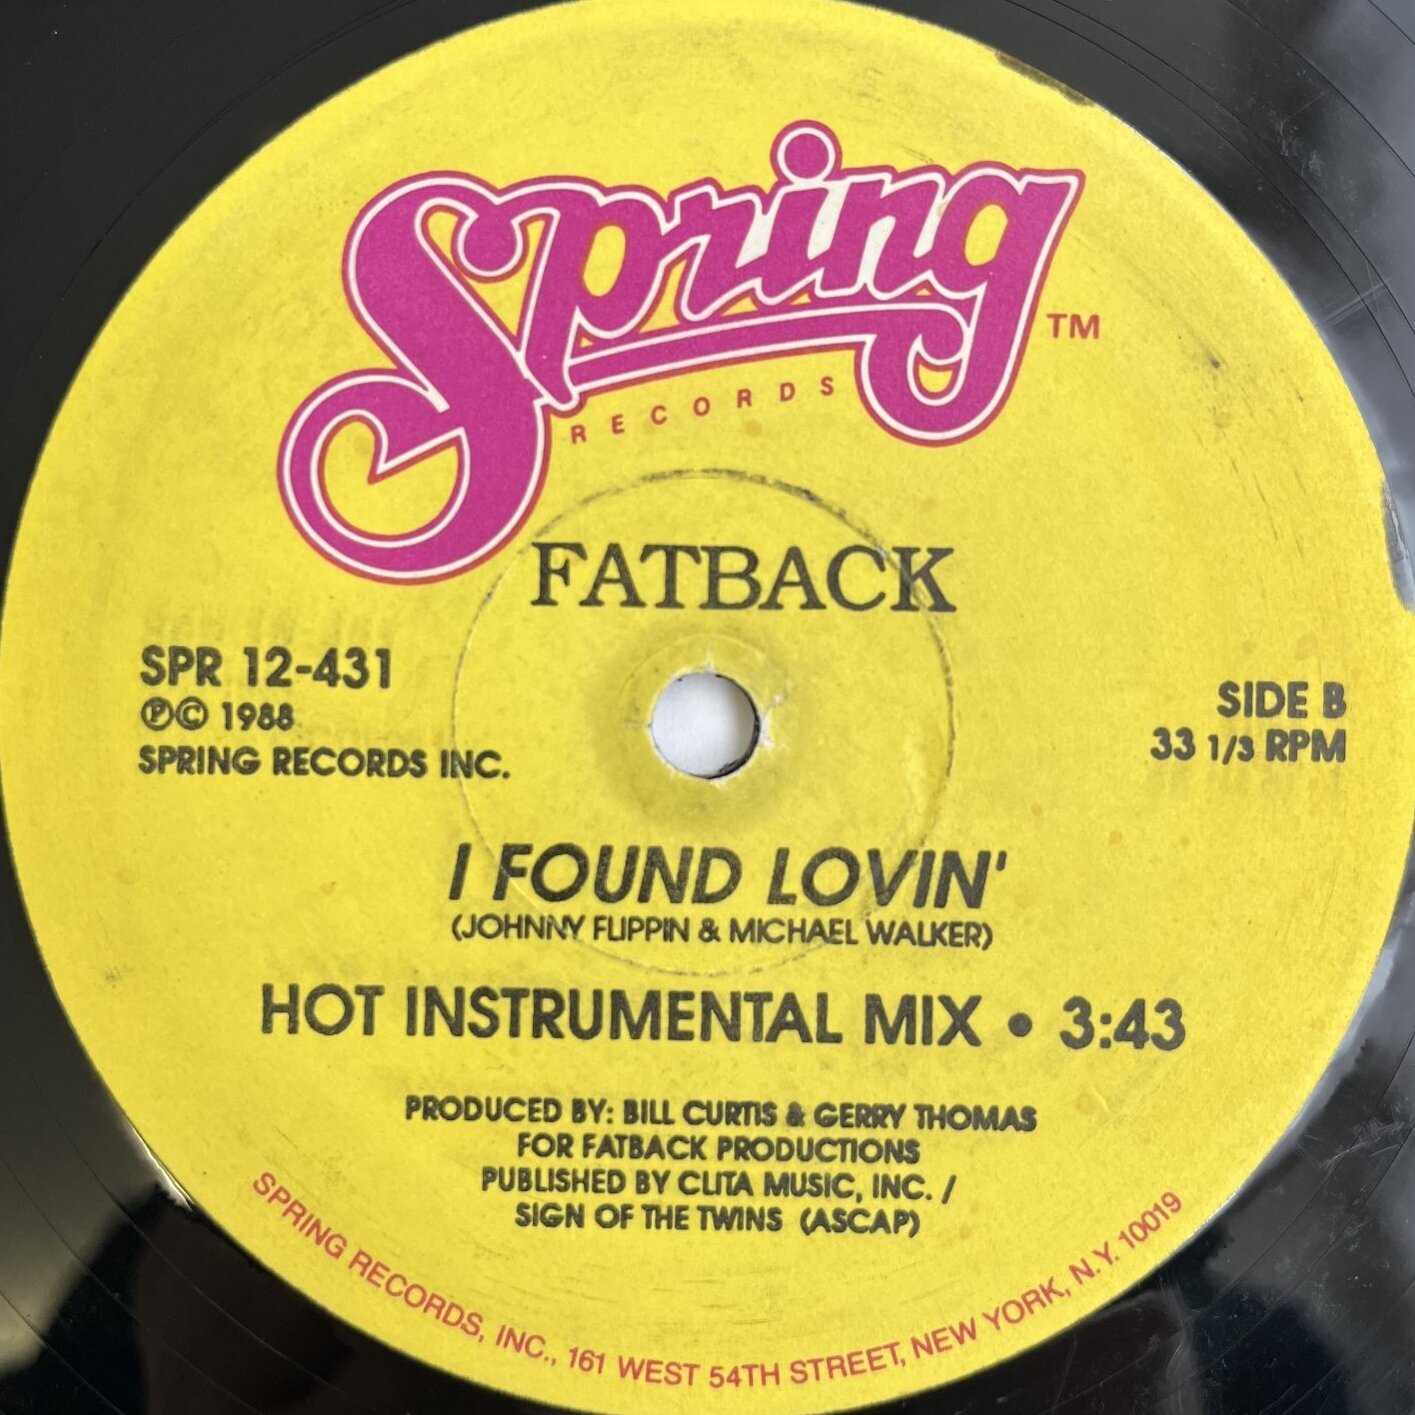 Spring TM
RECORDS
FATBACK
SPR 12-431
℗© 1988
SPRING RECORDS INC.
SIDE B
33 1/3 RPM
I FOUND LOVIN'
(JOHNNY FLIPPIN & MICHAEL WALKER)
HOT INSTRUMENTAL MIX • 3:43
PRODUCED BY: BILL CURTIS & GERRY THOMAS
FOR FATBACK PRODUCTIONS
PUBLISHED BY CLITA MUSIC, INC. /
SIGN OF THE TWINS (ASCAP)
SPRING RECORDS, INC., 161 WEST 54TH STREET, NEW YORK, N.Y. 10019